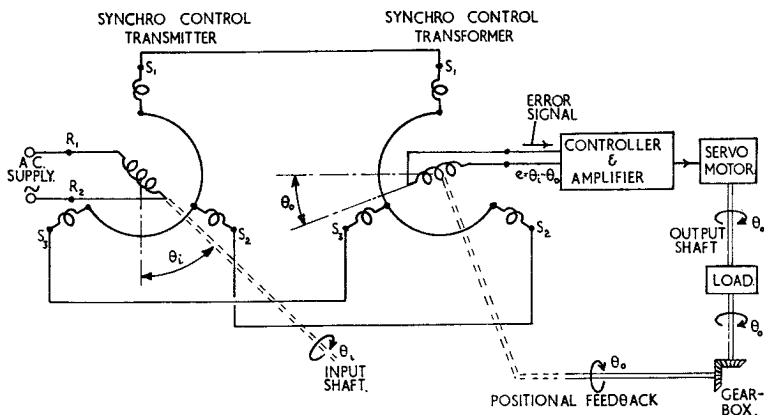 SYNCHRO CONTROL
TRANSMITTER
SYNCHRO CONTROL
TRANSFORMER
S₁
S₁
ERROR
SIGNAL
R₁
A.C.
SUPPLY.
~
R₂
CONTROLLER
&
AMPLIFIER
SERVO
MOTOR.
e=θᵢ-θₒ
θₒ
S₃
S₂
S₃
S₂
θᵢ
OUTPUT
SHAFT
θₒ
LOAD.
θₒ
θᵢ
INPUT
SHAFT.
θₒ
POSITIONAL FEEDBACK
GEAR-
BOX.